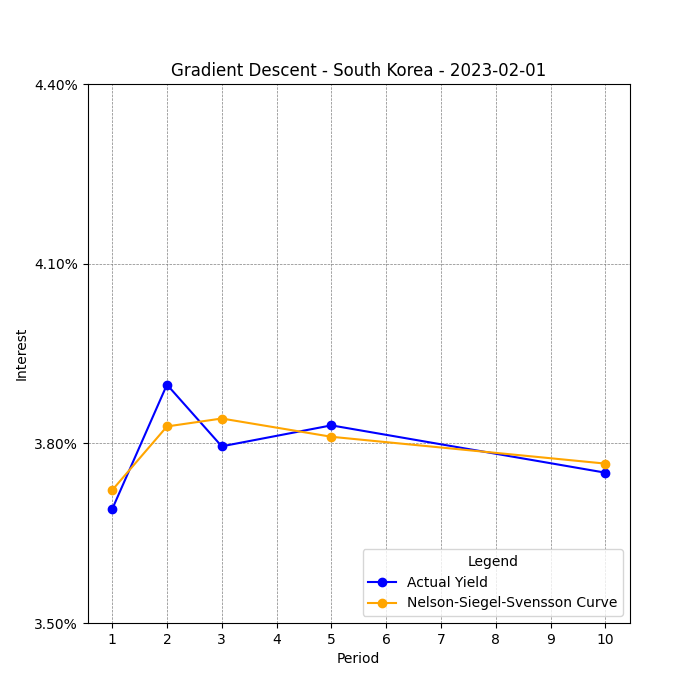 Gradient Descent - South Korea - 2023-02-01
4.40%
4.10%
3.80%
3.50%
Interest
1 2 3 4 5 6 7 8 9 10
Period
Legend
Actual Yield
Nelson-Siegel-Svensson Curve